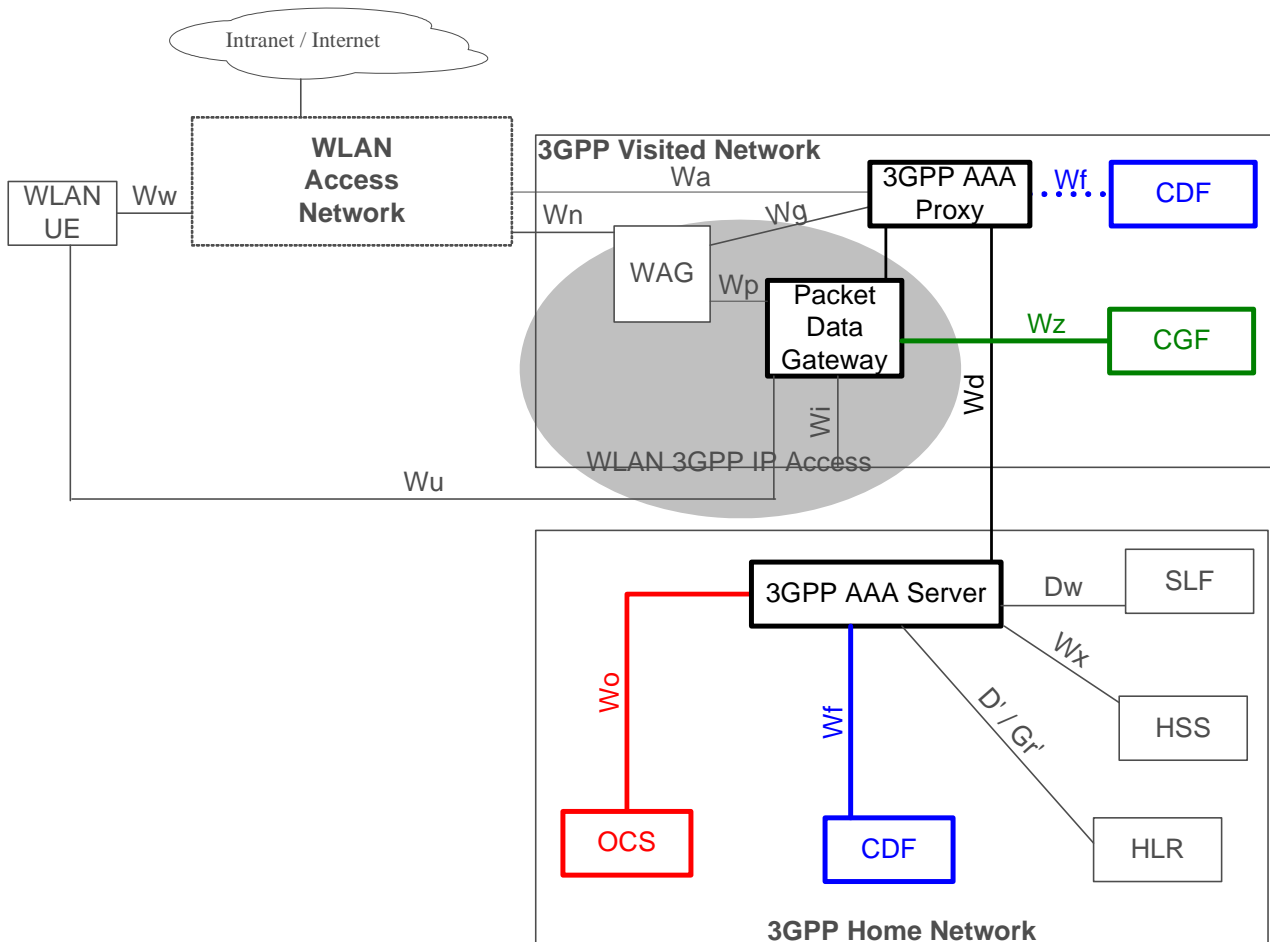 Intranet / Internet
WLAN
Access
Network
3GPP Visited Network
WLAN
UE
Ww
Wa
Wn
Wg
3GPP AAA
Proxy
Wf
CDF
WAG
Wp
Packet
Data
Gateway
Wz
CGF
Wd
Wi
WLAN 3GPP IP Access
Wu
3GPP AAA Server
Dw
SLF
Wx
HSS
D' / Gr'
HLR
Wo
OCS
Wf
CDF
3GPP Home Network